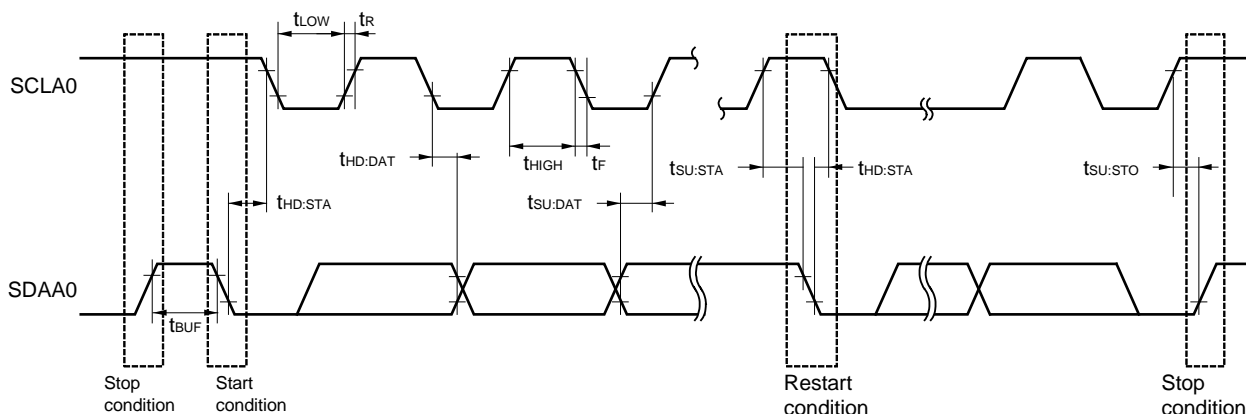 tLOW tR
SCLA0
tHD:DAT tHIGH tF tSU:STA tHD:STA tSU:STO
tHD:STA tSU:DAT
SDAA0
tBUF
Stop condition
Start condition
Restart condition
Stop condition